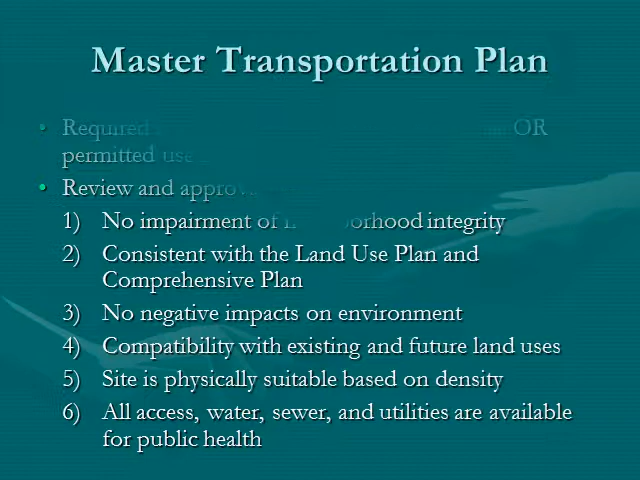 Master Transportation Plan
• Required OR
permitted use
• Review and
1) No impairment of integrity
2) Consistent with the Land Use Plan and
Comprehensive Plan
3) No negative impacts on environment
4) Compatibility with existing and future land uses
5) Site is physically suitable based on density
6) All access, water, sewer, and utilities are available
for public health